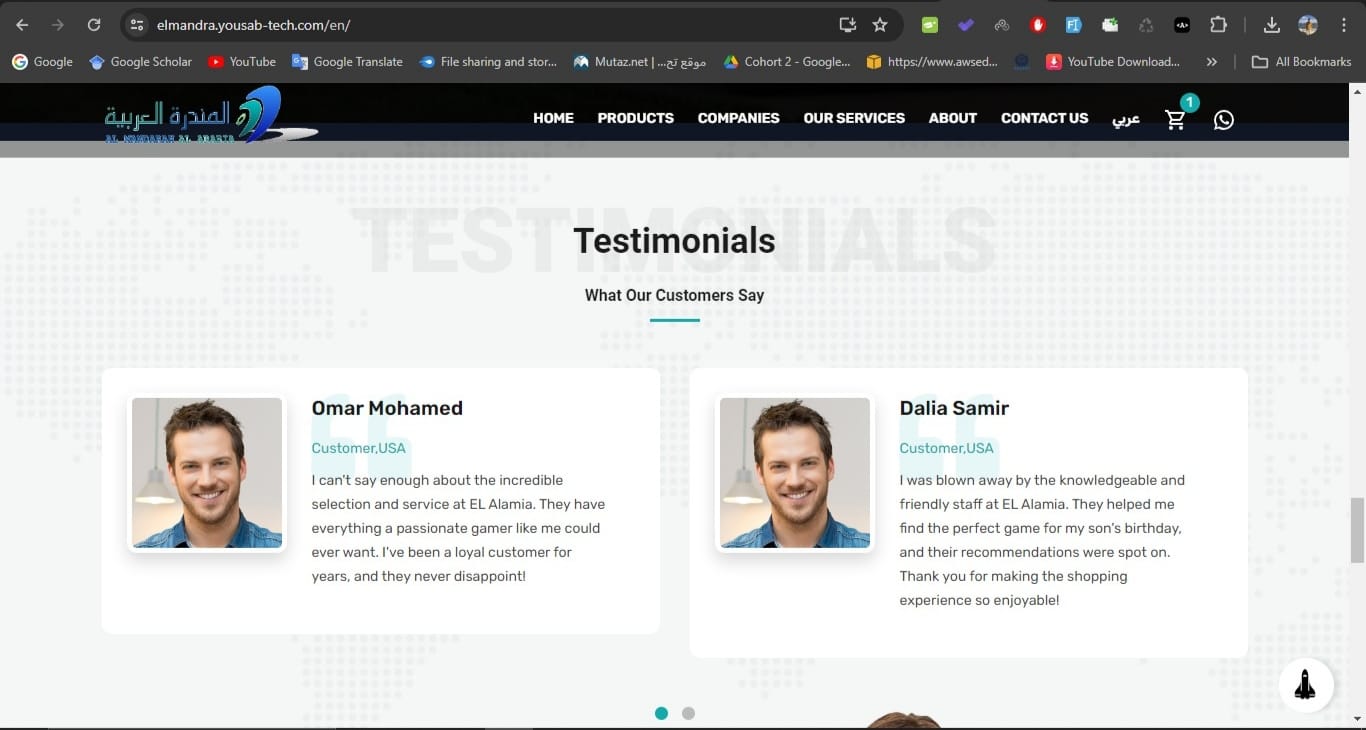 elmandra.yousab-tech.com/en/
Google
Google Scholar
YouTube
Google Translate
File sharing and stor...
Mutaz.net | موقع تح...
Cohort 2 - Google...
https://www.awsed...
YouTube Download...
»
All Bookmarks
المندرة العربية
AL MANDARAH AL ARABIA
HOME
PRODUCTS
COMPANIES
OUR SERVICES
ABOUT
CONTACT US
عربي
1
TESTIMONIALS
Testimonials
What Our Customers Say
Omar Mohamed
Customer,USA
I can't say enough about the incredible
selection and service at EL Alamia. They have
everything a passionate gamer like me could
ever want. I've been a loyal customer for
years, and they never disappoint!
Dalia Samir
Customer,USA
I was blown away by the knowledgeable and
friendly staff at EL Alamia. They helped me
find the perfect game for my son's birthday,
and their recommendations were spot on.
Thank you for making the shopping
experience so enjoyable!